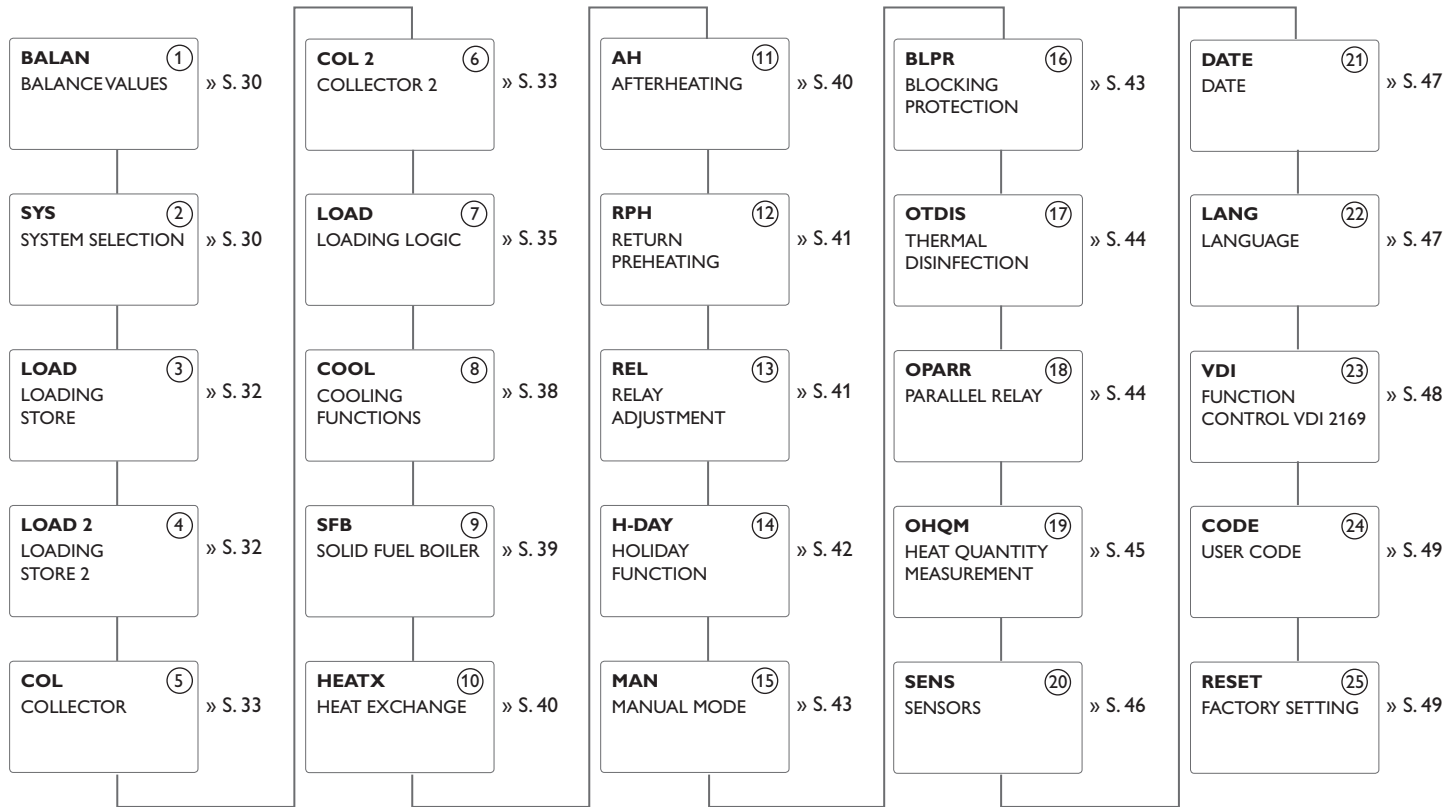 BALAN ①
BALANCE VALUES
» S. 30
SYS ②
SYSTEM SELECTION
» S. 30
LOAD ③
LOADING
STORE
» S. 32
LOAD 2 ④
LOADING
STORE 2
» S. 32
COL ⑤
COLLECTOR
» S. 33
COL 2 ⑥
COLLECTOR 2
» S. 33
LOAD ⑦
LOADING LOGIC
» S. 35
COOL ⑧
COOLING
FUNCTIONS
» S. 38
SFB ⑨
SOLID FUEL BOILER
» S. 39
HEATX ⑩
HEAT EXCHANGE
» S. 40
AH ⑪
AFTERHEATING
» S. 40
RPH ⑫
RETURN
PREHEATING
» S. 41
REL ⑬
RELAY
ADJUSTMENT
» S. 41
H-DAY ⑭
HOLIDAY
FUNCTION
» S. 42
MAN ⑮
MANUAL MODE
» S. 43
BLPR ⑯
BLOCKING
PROTECTION
» S. 43
OTDIS ⑰
THERMAL
DISINFECTION
» S. 44
OPARR ⑱
PARALLEL RELAY
» S. 44
OHQM ⑲
HEAT QUANTITY
MEASUREMENT
» S. 45
SENS ⑳
SENSORS
» S. 46
DATE ㉑
DATE
» S. 47
LANG ㉒
LANGUAGE
» S. 47
VDI ㉓
FUNCTION
CONTROL VDI 2169
» S. 48
CODE ㉔
USER CODE
» S. 49
RESET ㉕
FACTORY SETTING
» S. 49